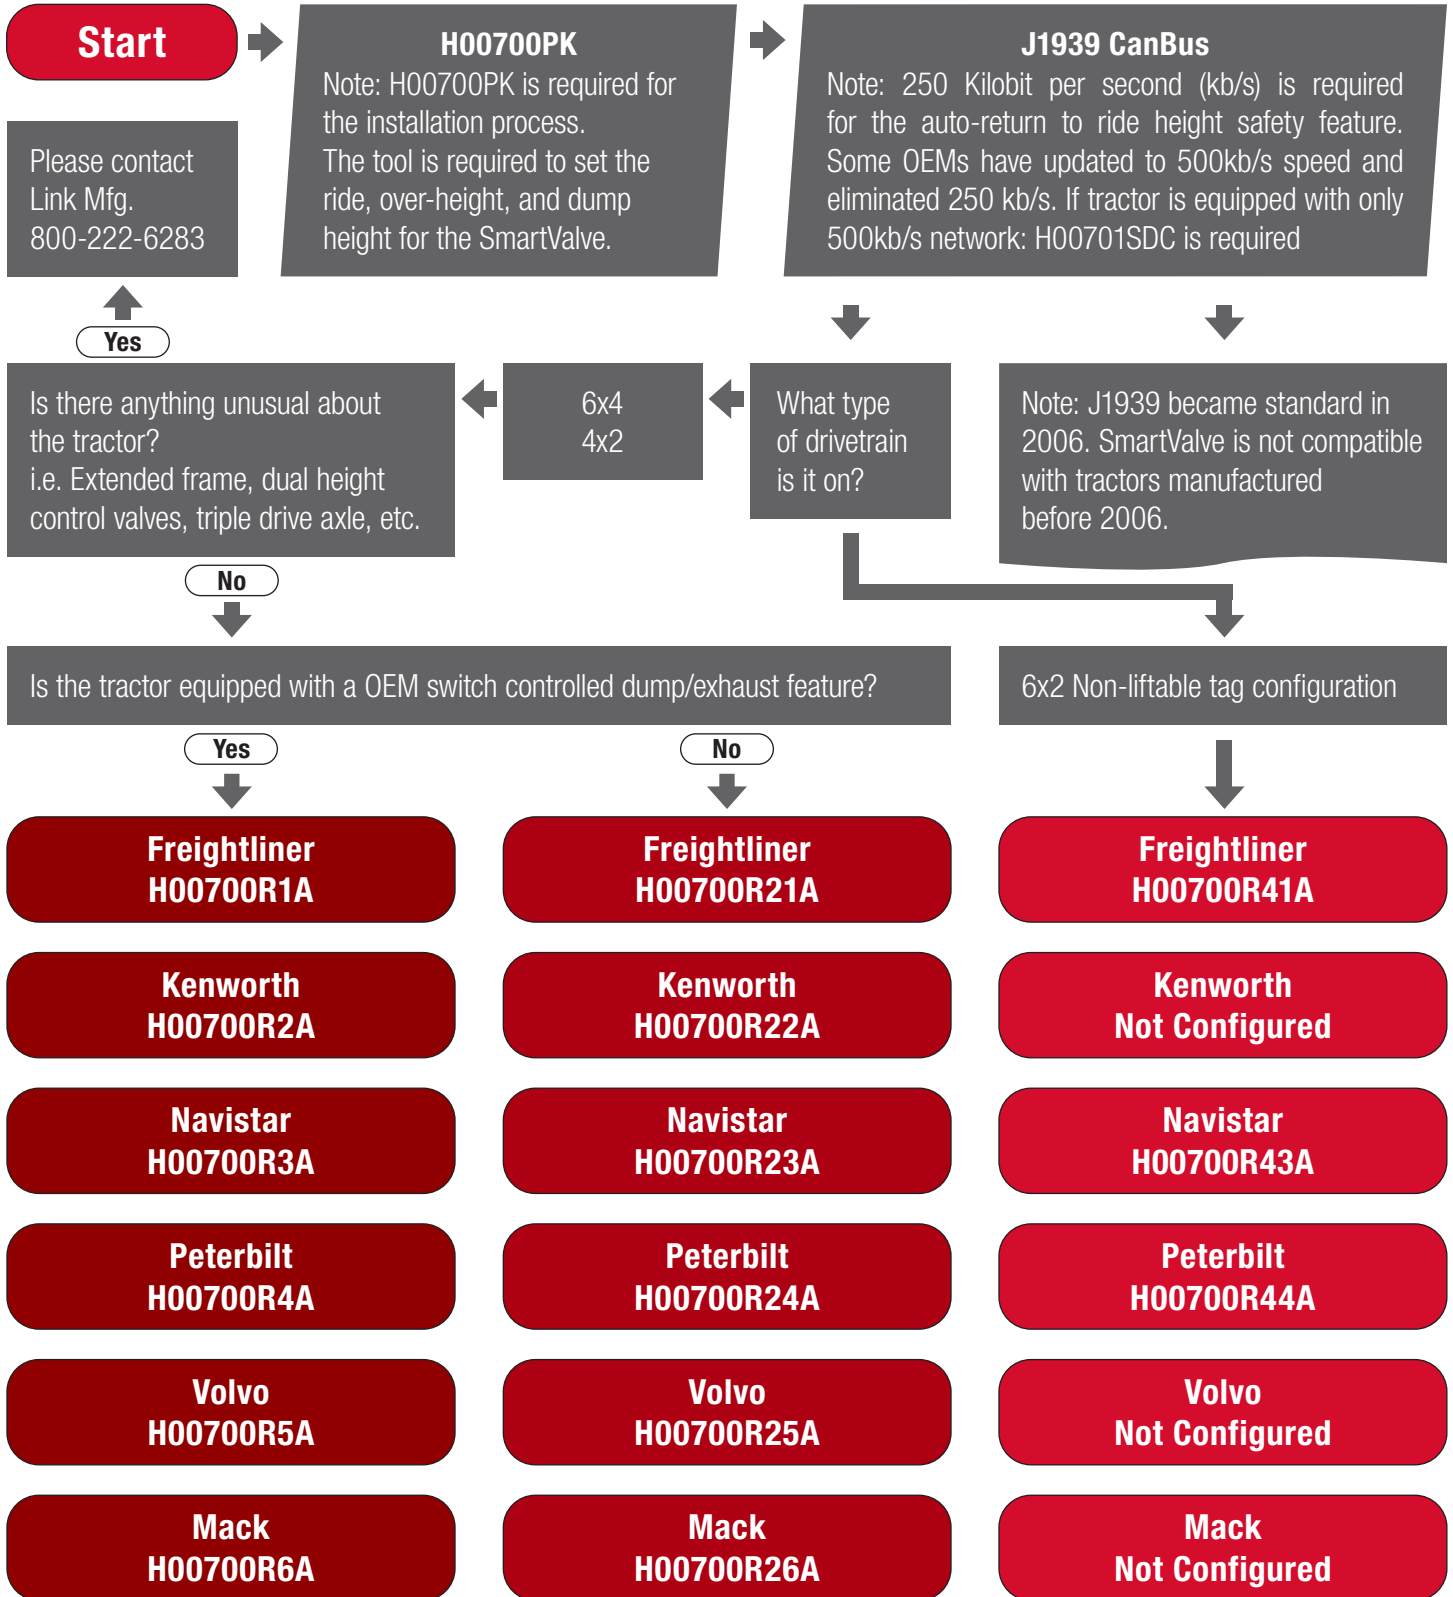 Start
H00700PK
Note: H00700PK is required for
the installation process.
The tool is required to set the
ride, over-height, and dump
height for the SmartValve.
J1939 CanBus
Note: 250 Kilobit per second (kb/s) is required
for the auto-return to ride height safety feature.
Some OEMs have updated to 500kb/s speed and
eliminated 250 kb/s. If tractor is equipped with only
500kb/s network: H00701SDC is required
Please contact
Link Mfg.
800-222-6283
Yes
Is there anything unusual about
the tractor?
i.e. Extended frame, dual height
control valves, triple drive axle, etc.
6x4
4x2
What type
of drivetrain
is it on?
Note: J1939 became standard in
2006. SmartValve is not compatible
with tractors manufactured
before 2006.
No
Is the tractor equipped with a OEM switch controlled dump/exhaust feature?
6x2 Non-liftable tag configuration
Yes
No
Freightliner
H00700R1A
Freightliner
H00700R21A
Freightliner
H00700R41A
Kenworth
H00700R2A
Kenworth
H00700R22A
Kenworth
Not Configured
Navistar
H00700R3A
Navistar
H00700R23A
Navistar
H00700R43A
Peterbilt
H00700R4A
Peterbilt
H00700R24A
Peterbilt
H00700R44A
Volvo
H00700R5A
Volvo
H00700R25A
Volvo
Not Configured
Mack
H00700R6A
Mack
H00700R26A
Mack
Not Configured